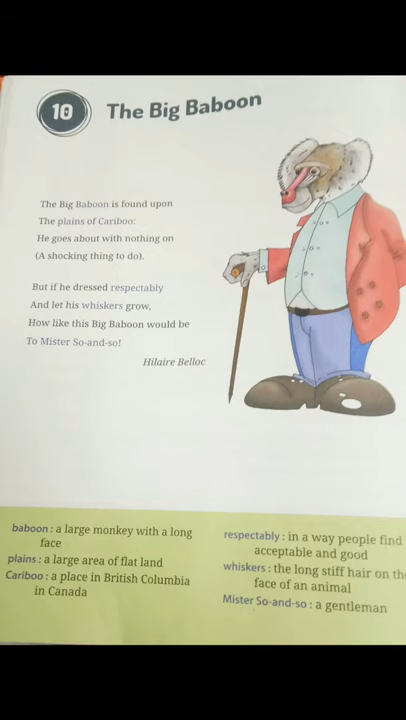 10
The Big Baboon
The Big Baboon is found upon
The plains of Cariboo:
He goes about with nothing on
(A shocking thing to do).
But if he dressed respectably
And let his whiskers grow,
How like this Big Baboon would be
To Mister So-and-so!
Hilaire Belloc
baboon : a large monkey with a long
face
plains : a large area of flat land
Cariboo : a place in British Columbia
in Canada
respectably : in a way people find
acceptable and good
whiskers : the long stiff hair on the
face of an animal
Mister So-and-so : a gentleman